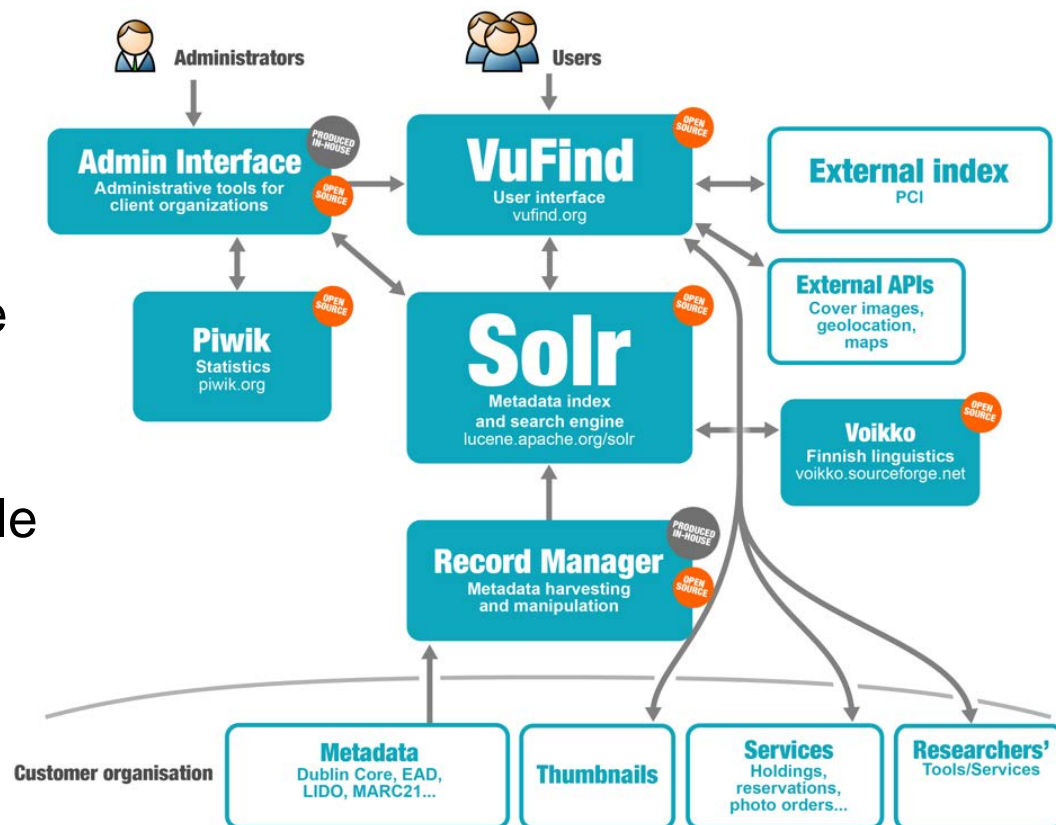 Administrators
Users
PRODUCED
IN-HOUSE
OPEN
SOURCE
Admin Interface
Administrative tools for
client organizations
OPEN
SOURCE
VuFind
User interface
vufind.org
External index
PCI
e
OPEN
SOURCE
Piwik
Statistics
piwik.org
OPEN
SOURCE
Solr
Metadata index
and search engine
lucene.apache.org/solr
External APIs
Cover images,
geolocation,
maps
OPEN
SOURCE
Voikko
Finnish linguistics
voikko.sourceforge.net
le
PRODUCED
IN-HOUSE
OPEN
SOURCE
Record Manager
Metadata harvesting
and manipulation
Customer organisation
Metadata
Dublin Core, EAD,
LIDO, MARC21...
Thumbnails
Services
Holdings,
reservations,
photo orders...
Researchers'
Tools/Services